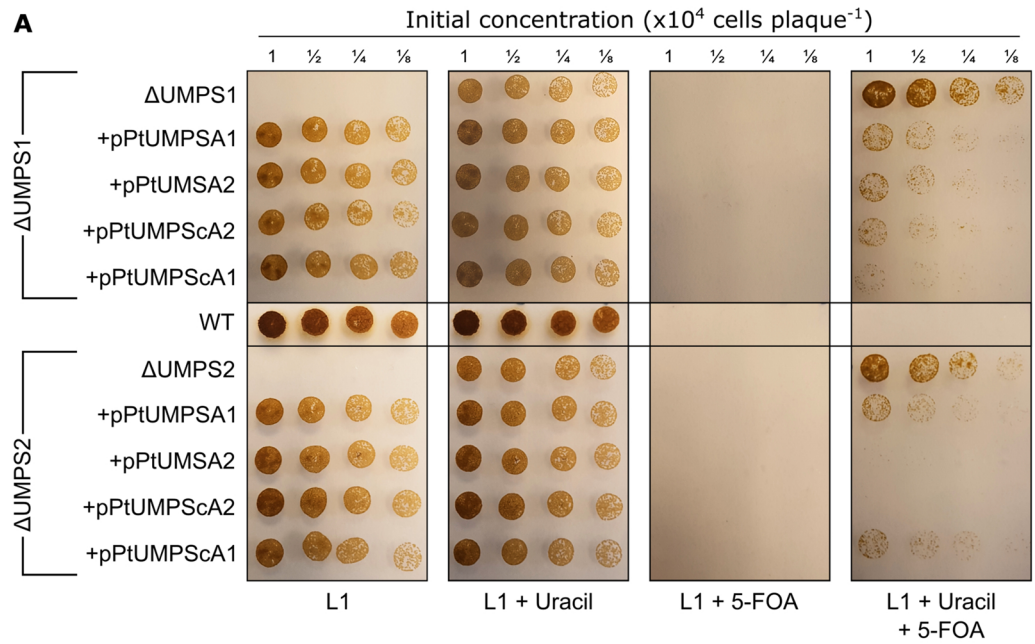 A
Initial concentration (x10⁴ cells plaque⁻¹)
1 ½ ¼ ⅛ 1 ½ ¼ ⅛ 1 ½ ¼ ⅛ 1 ½ ¼ ⅛
ΔUMPS1
ΔUMPS1
+pPtUMPSA1
+pPtUMSA2
+pPtUMPScA2
+pPtUMPScA1
WT
ΔUMPS2
ΔUMPS2
+pPtUMPSA1
+pPtUMSA2
+pPtUMPScA2
+pPtUMPScA1
L1 L1 + Uracil L1 + 5-FOA L1 + Uracil
+ 5-FOA